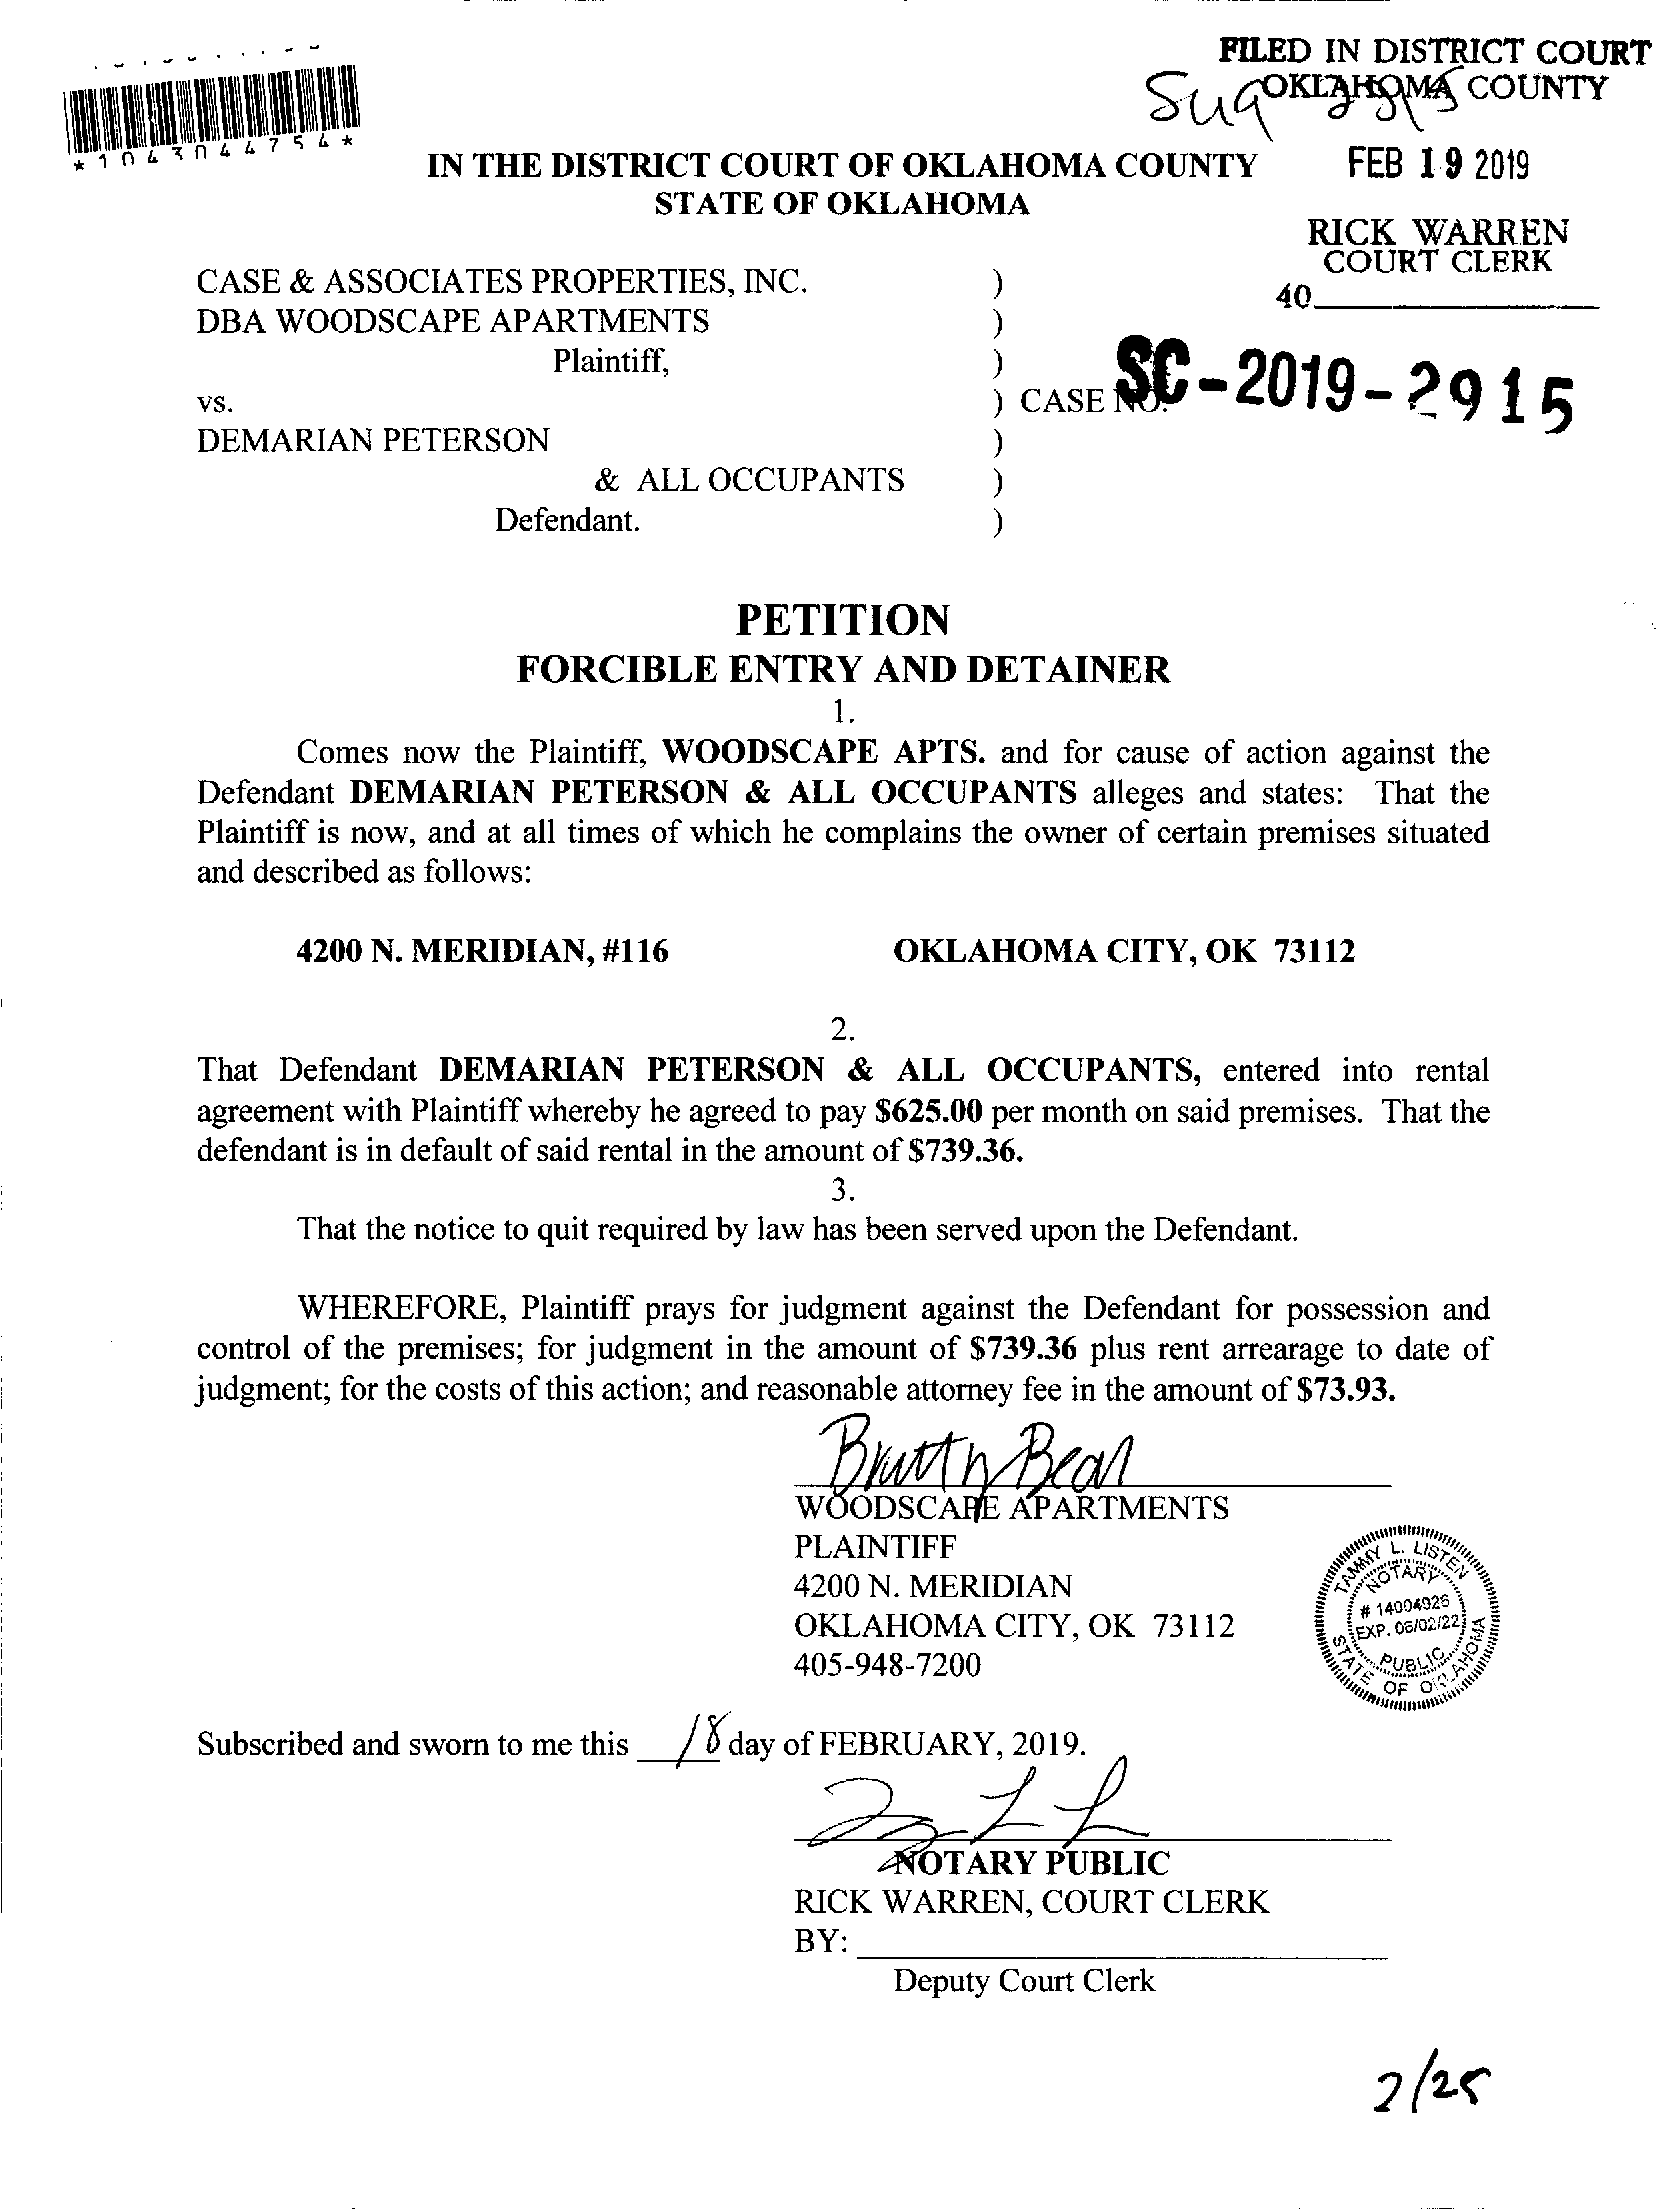 FILED IN DISTRICT COURT
OKLAHOMA COUNTY
*1043044754*
FEB 19 2019
IN THE DISTRICT COURT OF OKLAHOMA COUNTY
STATE OF OKLAHOMA
RICK WARREN
COURT CLERK
40
CASE & ASSOCIATES PROPERTIES, INC. )
DBA WOODSCAPE APARTMENTS )
Plaintiff, )
vs. ) CASE NO. SC-2019-2915
DEMARIAN PETERSON )
& ALL OCCUPANTS )
Defendant. )
PETITION
FORCIBLE ENTRY AND DETAINER
1.
Comes now the Plaintiff, WOODSCAPE APTS. and for cause of action against the
Defendant DEMARIAN PETERSON & ALL OCCUPANTS alleges and states: That the
Plaintiff is now, and at all times of which he complains the owner of certain premises situated
and described as follows:
4200 N. MERIDIAN, #116 OKLAHOMA CITY, OK 73112
2.
That Defendant DEMARIAN PETERSON & ALL OCCUPANTS, entered into rental
agreement with Plaintiff whereby he agreed to pay $625.00 per month on said premises. That the
defendant is in default of said rental in the amount of $739.36.
3.
That the notice to quit required by law has been served upon the Defendant.
WHEREFORE, Plaintiff prays for judgment against the Defendant for possession and
control of the premises; for judgment in the amount of $739.36 plus rent arrearage to date of
judgment; for the costs of this action; and reasonable attorney fee in the amount of $73.93.
WOODSCAPE APARTMENTS
PLAINTIFF
4200 N. MERIDIAN
OKLAHOMA CITY, OK 73112
405-948-7200
TAMMY L. LISTEN
NOTARY
# 14004926
EXP. 06/02/22
PUBLIC
STATE OF OKLAHOMA
Subscribed and sworn to me this 18 day of FEBRUARY, 2019.
NOTARY PUBLIC
RICK WARREN, COURT CLERK
BY:
Deputy Court Clerk
2/25